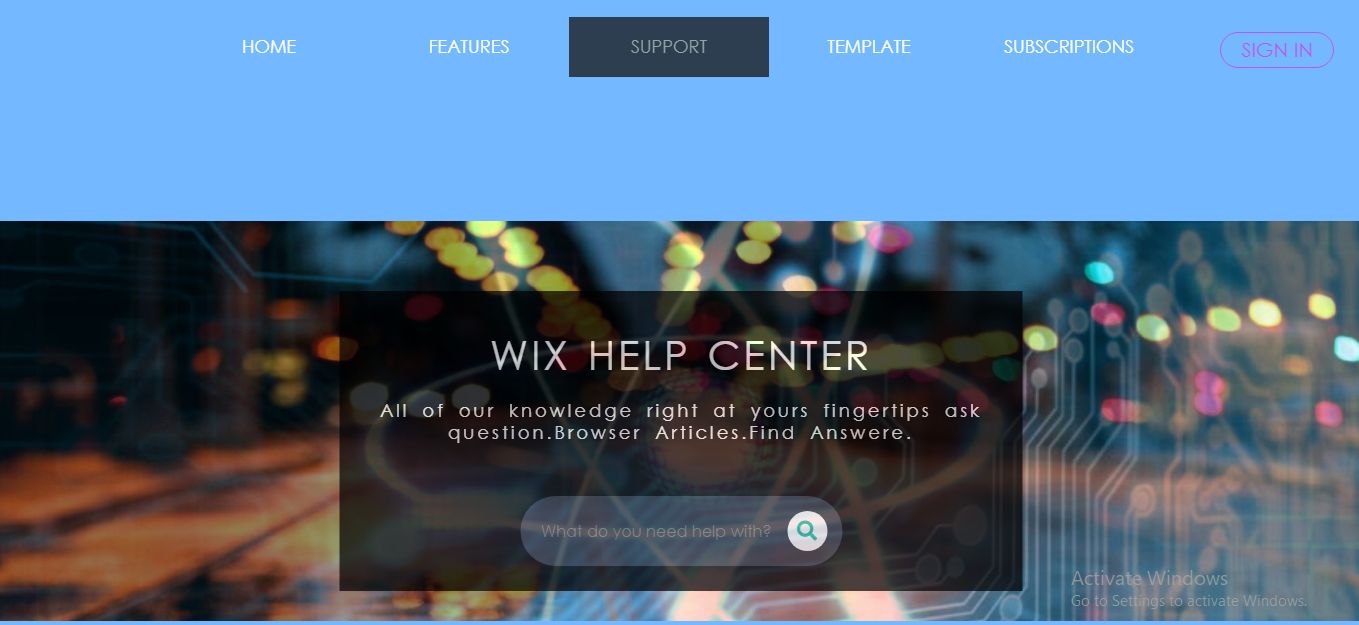 HOME FEATURES SUPPORT TEMPLATE SUBSCRIPTIONS SIGN IN
WIX HELP CENTER
All of our knowledge right at yours fingertips ask
question.Browser Articles.Find Answere.
What do you need help with?
Activate Windows
Go to Settings to activate Windows.